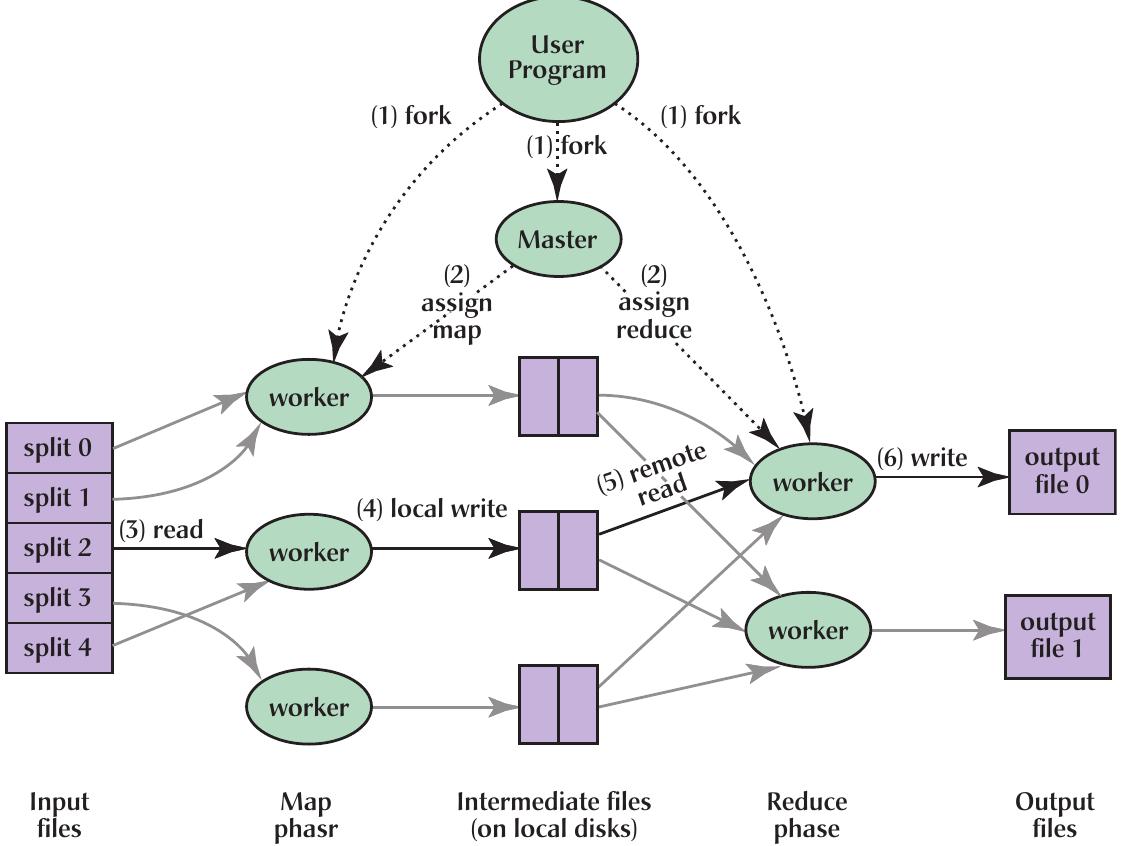 User
Program
(1) fork
(1) fork
(1) fork
Master
(2)
assign
map
(2)
assign
reduce
worker
split 0
split 1
split 2
split 3
split 4
(3) read
worker
(4) local write
worker
(5) remote
read
worker
(6) write
output
file 0
worker
output
file 1
Input
files
Map
phasr
Intermediate files
(on local disks)
Reduce
phase
Output
files